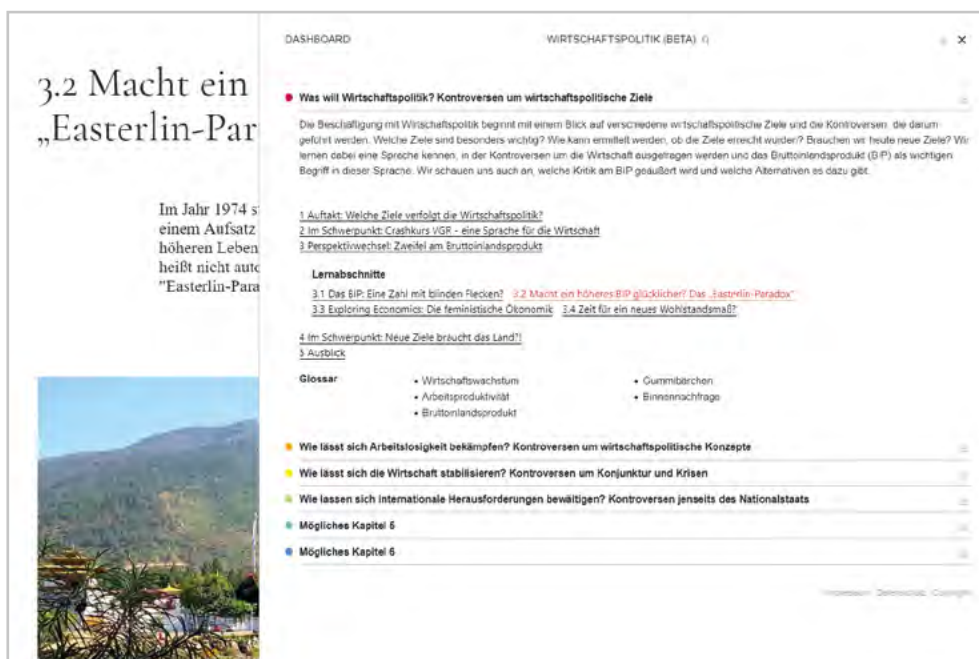 3.2 Macht ein
„Easterlin-Par
Im Jahr 1974 s
einem Aufsatz
höheren Leben
heißt nicht auto
"Easterlin-Para
DASHBOARD
WIRTSCHAFTSPOLITIK (BETA)
×
Was will Wirtschaftspolitik? Kontroversen um wirtschaftspolitische Ziele
Die Beschäftigung mit Wirtschaftspolitik beginnt mit einem Blick auf verschiedene wirtschaftspolitische Ziele und die Kontroversen, die darum
geführt werden. Welche Ziele sind besonders wichtig? Wie kann ermittelt werden, ob die Ziele erreicht wurden? Brauchen wir heute neue Ziele? Wir
lernen dabei eine Sprache kennen, in der Kontroversen um die Wirtschaft ausgetragen werden und das Bruttoinlandsprodukt (BIP) als wichtigen
Begriff in dieser Sprache. Wir schauen uns auch an, welche Kritik am BIP geäußert wird und welche Alternativen es dazu gibt.
1 Auftakt: Welche Ziele verfolgt die Wirtschaftspolitik?
2 Im Schwerpunkt: Crashkurs VGR – eine Sprache für die Wirtschaft
3 Perspektivwechsel: Zweifel am Bruttoinlandsprodukt
Lernabschnitte
3.1 Das BIP: Eine Zahl mit blinden Flecken? 3.2 Macht ein höheres BIP glücklicher? Das „Easterlin-Paradox"
3.3 Exploring Economics: Die feministische Ökonomik 3.4 Zeit für ein neues Wohlstandsmaß?
4 Im Schwerpunkt: Neue Ziele braucht das Land?!
5 Ausblick
Glossar
• Wirtschaftswachstum
• Arbeitsproduktivität
• Bruttoinlandsprodukt
• Gummibärchen
• Binnennachfrage
Wie lässt sich Arbeitslosigkeit bekämpfen? Kontroversen um wirtschaftspolitische Konzepte
Wie lässt sich die Wirtschaft stabilisieren? Kontroversen um Konjunktur und Krisen
Wie lassen sich internationale Herausforderungen bewältigen? Kontroversen jenseits des Nationalstaats
Mögliches Kapitel 5
Mögliches Kapitel 6
Impressum Datenschutz Copyright